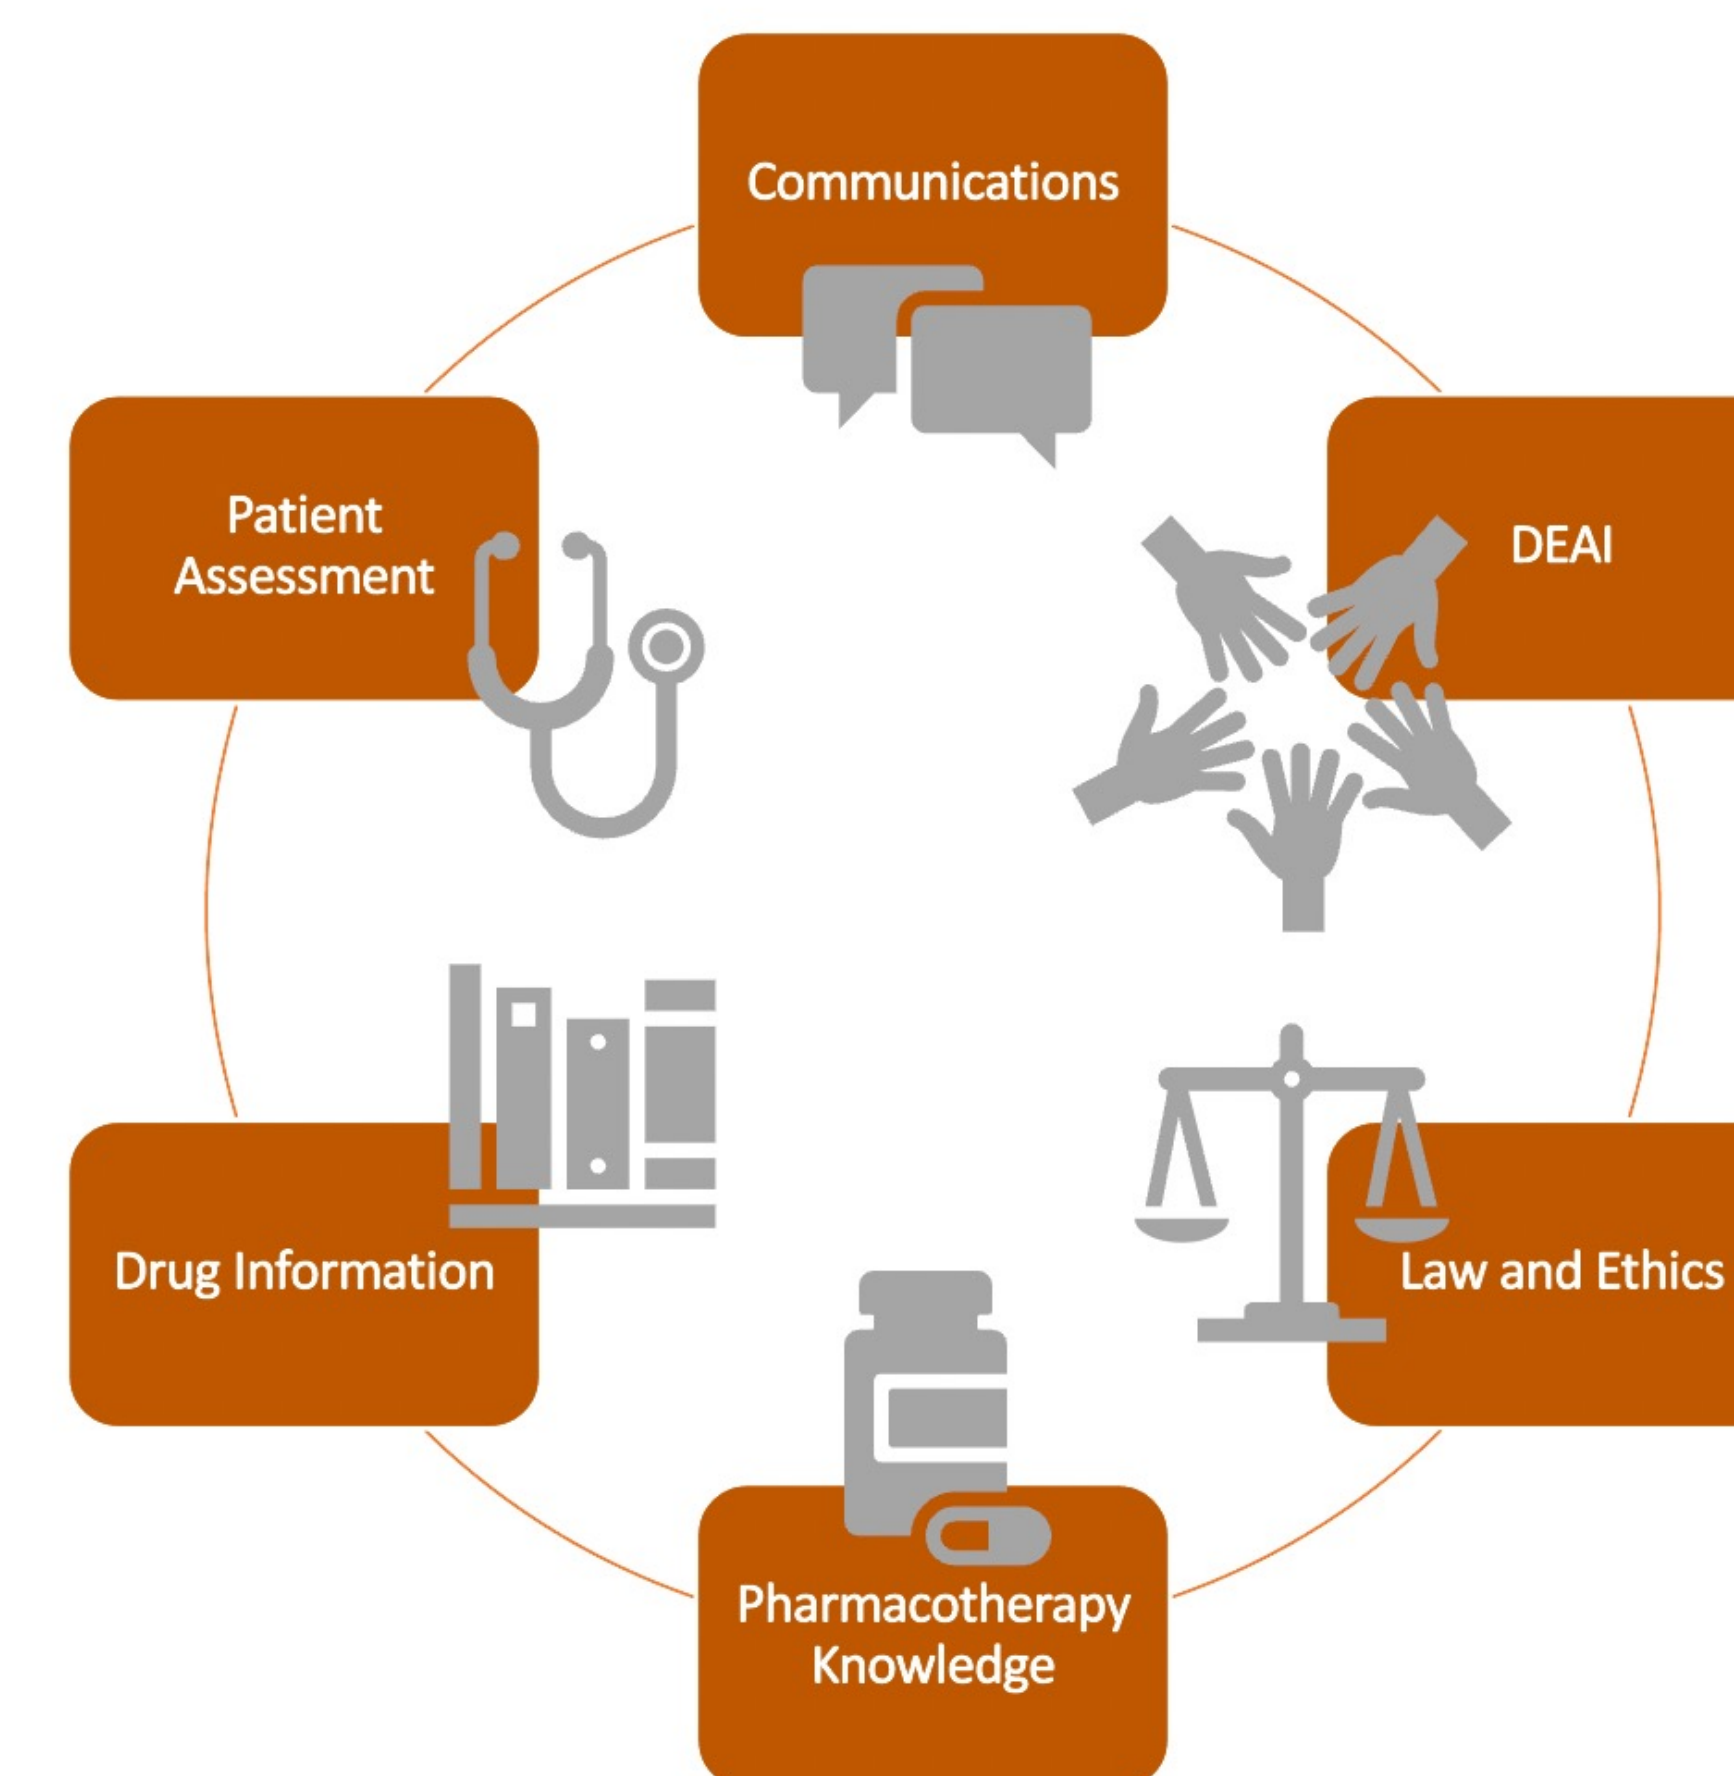 Communications
Patient
Assessment
DEAI
Drug Information
Law and Ethics
Pharmacotherapy
Knowledge